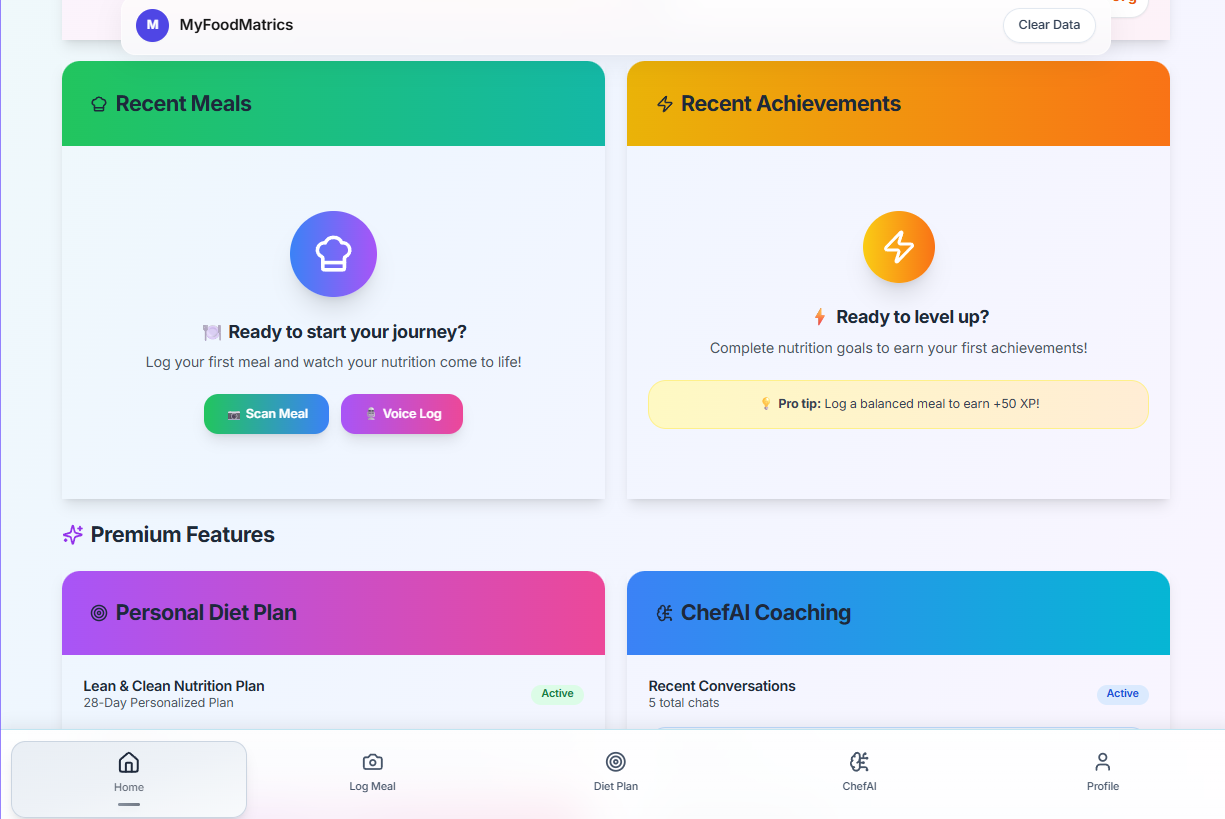 M MyFoodMatrics
Clear Data
Recent Meals
Recent Achievements
🍽️ Ready to start your journey?
Log your first meal and watch your nutrition come to life!
📷 Scan Meal
🎙️ Voice Log
⚡ Ready to level up?
Complete nutrition goals to earn your first achievements!
💡 Pro tip: Log a balanced meal to earn +50 XP!
Premium Features
Personal Diet Plan
ChefAI Coaching
Lean & Clean Nutrition Plan
28-Day Personalized Plan
Active
Recent Conversations
5 total chats
Active
Home
Log Meal
Diet Plan
ChefAI
Profile